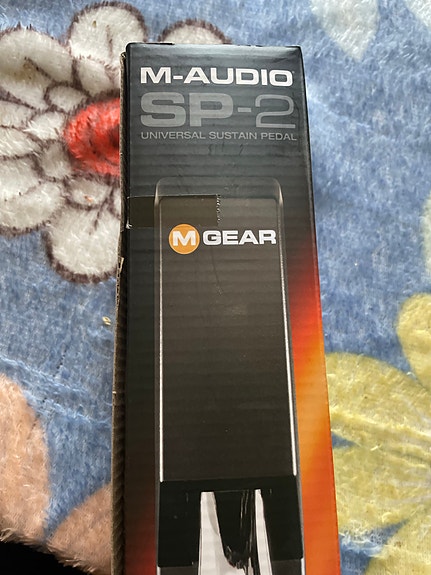 M-AUDIO
SP-2
UNIVERSAL SUSTAIN PEDAL
M GEAR